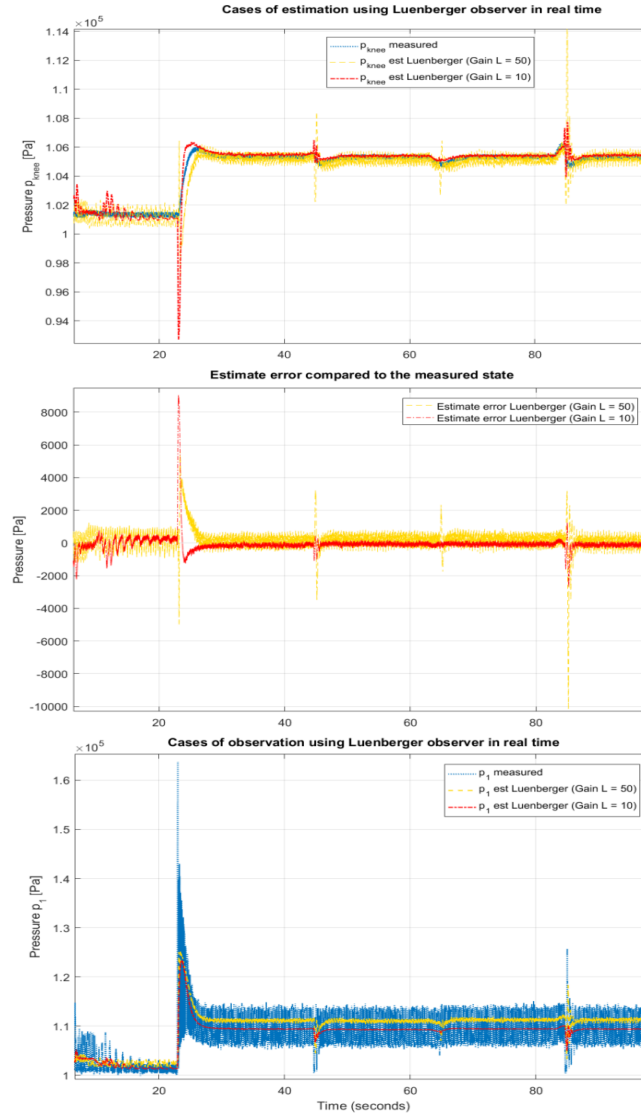 Cases of estimation using Luenberger observer in real time
×10⁵
p_knee measured
p_knee est Luenberger (Gain L = 50)
p_knee est Luenberger (Gain L = 10)
Pressure p_knee [Pa]
1.14
1.12
1.1
1.08
1.06
1.04
1.02
1
0.98
0.96
0.94
20 40 60 80
Estimate error compared to the measured state
Estimate error Luenberger (Gain L = 50)
Estimate error Luenberger (Gain L = 10)
Pressure [Pa]
8000
6000
4000
2000
0
-2000
-4000
-6000
-8000
-10000
20 40 60 80
×10⁵
Cases of observation using Luenberger observer in real time
p_1 measured
p_1 est Luenberger (Gain L = 50)
p_1 est Luenberger (Gain L = 10)
Pressure p_1 [Pa]
1.6
1.5
1.4
1.3
1.2
1.1
1
20 40 60 80
Time (seconds)